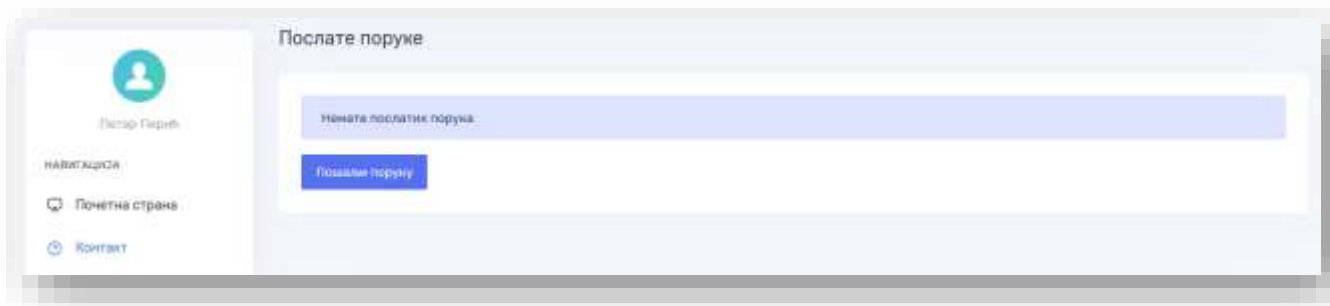 Послате поруке
Петар Перић
НАВИГАЦИЈА
Почетна страна
Контакт
Немате послатих порука
Пошаљи поруку